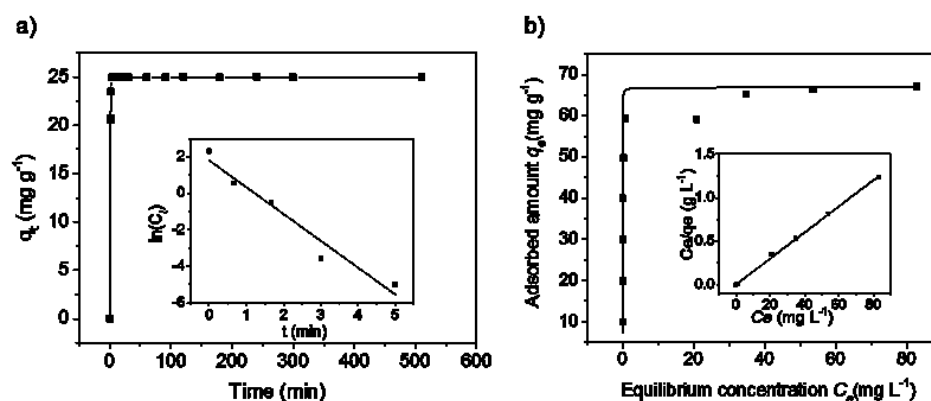 a)
b)
q_t (mg g⁻¹)
25
20
15
10
5
0
0 100 200 300 400 500 600
Time (min)
ln(C_t)
2
0
-2
-4
-6
0 1 2 3 4 5
t (min)
Adsorbed amount q_e(mg g⁻¹)
70
60
50
40
30
20
10
0 20 40 60 80
Equilibrium concentration C_e(mg L⁻¹)
Ce/qe (g L⁻¹)
1.5
1.0
0.5
0.0
0 20 40 60 80
Ce (mg L⁻¹)